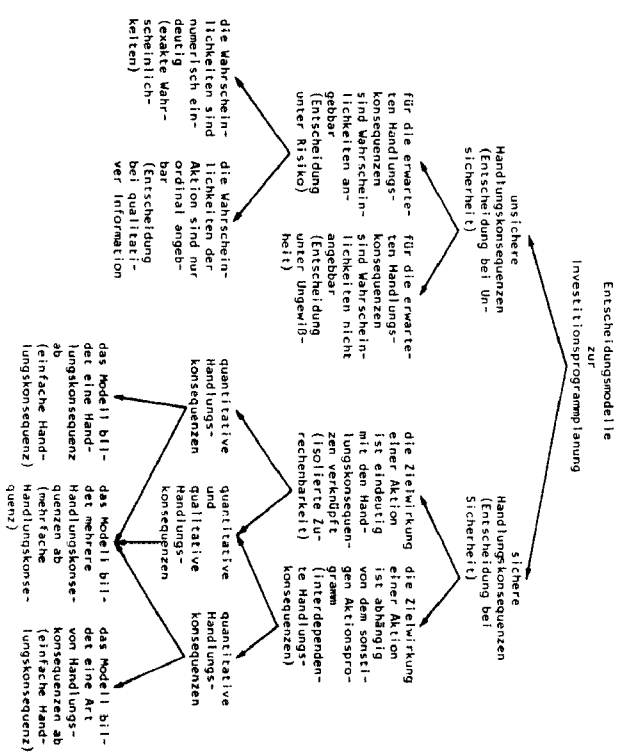 Entscheidungsmodelle
zur
Investitionsprogrammplanung
unsichere
Handlungskonsequenzen
(Entscheidung bei Un-
sicherheit)
sichere
Handlungskonsequenzen
(Entscheidung bei
Sicherheit)
für die erwarte-
ten Handlungs-
konsequenzen
sind Wahrschein-
lichkeiten an-
gebbar
(Entscheidung
unter Risiko)
für die erwarte-
ten Handlungs-
konsequenzen
sind Wahrschein-
lichkeiten nicht
angebbar
(Entscheidung
unter Ungewiß-
heit)
die Zielwirkung
einer Aktion
ist eindeutig
mit den Hand-
lungskonsequen-
zen verknüpft
(isolierte Zu-
rechenbarkeit)
die Zielwirkung
einer Aktion
ist abhängig
von dem sonsti-
gen Aktionspro-
gramm
(interdependen-
te Handlungs-
konsequenzen)
die Wahrschein-
lichkeiten sind
numerisch ein-
deutig
(exakte Wahr-
scheinlich-
keiten)
die Wahrschein-
lichkeiten der
Aktion sind nur
ordinal angeb-
bar
(Entscheidung
bei qualitati-
ver Information
quantitative
Handlungs-
konsequenzen
quantitative
und
qualitative
Handlungs-
konsequenzen
quantitative
Handlungs-
konsequenzen
das Modell bil-
det eine Hand-
lungskonsequenz
ab
(einfache Hand-
lungskonsequenz)
das Modell bil-
det mehrere
Handlungskonse-
quenzen ab
(mehrfache
Handlungskonse-
quenz)
das Modell bil-
det eine Art
von Handlungs-
konsequenzen ab
(einfache Hand-
lungskonsequenz)